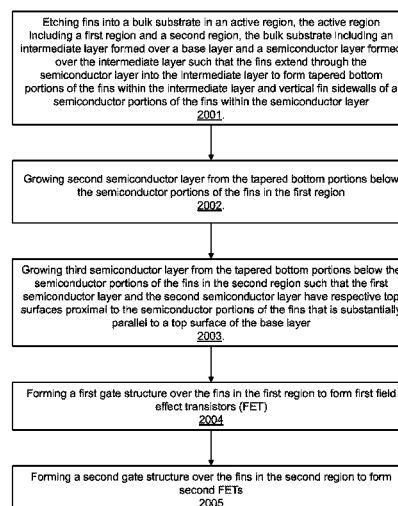 Etching fins into a bulk substrate in an active region, the active region
including a first region and a second region, the bulk substrate including an
intermediate layer formed over a base layer and a semiconductor layer formed
over the intermediate layer such that the fins extend through the
semiconductor layer into the intermediate layer to form tapered bottom
portions of the fins within the intermediate layer and vertical fin sidewalls of a
semiconductor portions of the fins within the semiconductor layer
2001.
Growing second semiconductor layer from the tapered bottom portions below
the semiconductor portions of the fins in the first region
2002.
Growing third semiconductor layer from the tapered bottom portions below the
semiconductor portions of the fins in the second region such that the first
semiconductor layer and the second semiconductor layer have respective top
surfaces proximal to the semiconductor portions of the fins that is substantially
parallel to a top surface of the base layer
2003.
Forming a first gate structure over the fins in the first region to form first field
effect transistors (FET)
2004
Forming a second gate structure over the fins in the second region to form
second FETs
2005